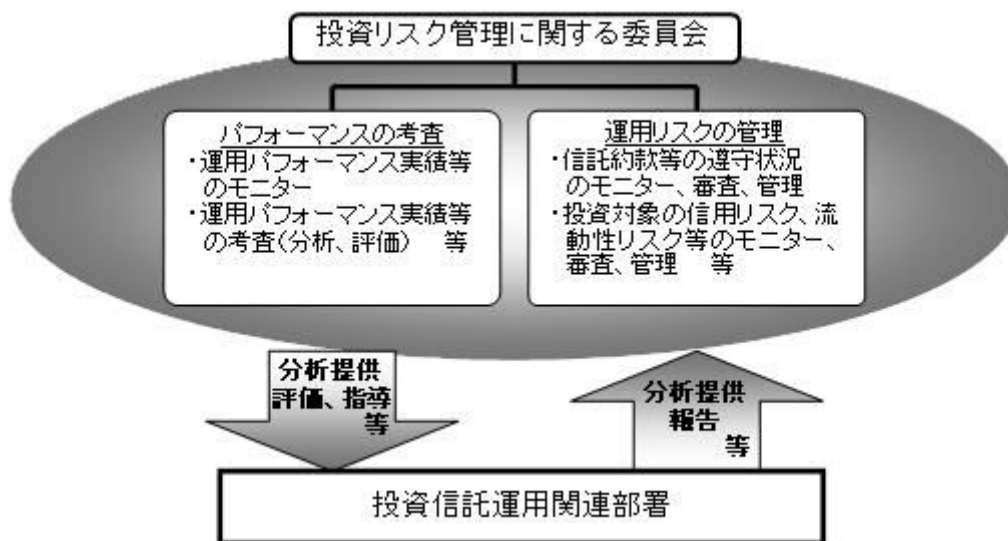 投資リスク管理に関する委員会
パフォーマンスの考査
・運用パフォーマンス実績等
のモニター
・運用パフォーマンス実績等
の考査(分析、評価)　等
運用リスクの管理
・信託約款等の遵守状況
のモニター、審査、管理
・投資対象の信用リスク、流
動性リスク等のモニター、
審査、管理　等
分析提供
評価、指導
等
分析提供
報告
等
投資信託運用関連部署